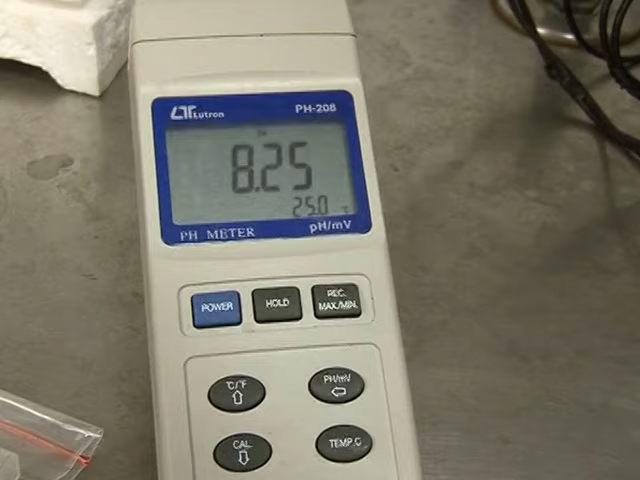 LT Lutron PH-208
8.25
25.0
PH METER pH/mV
POWER HOLD REC. MAX/MIN.
°C/°F PH/mV
CAL TEMP.C